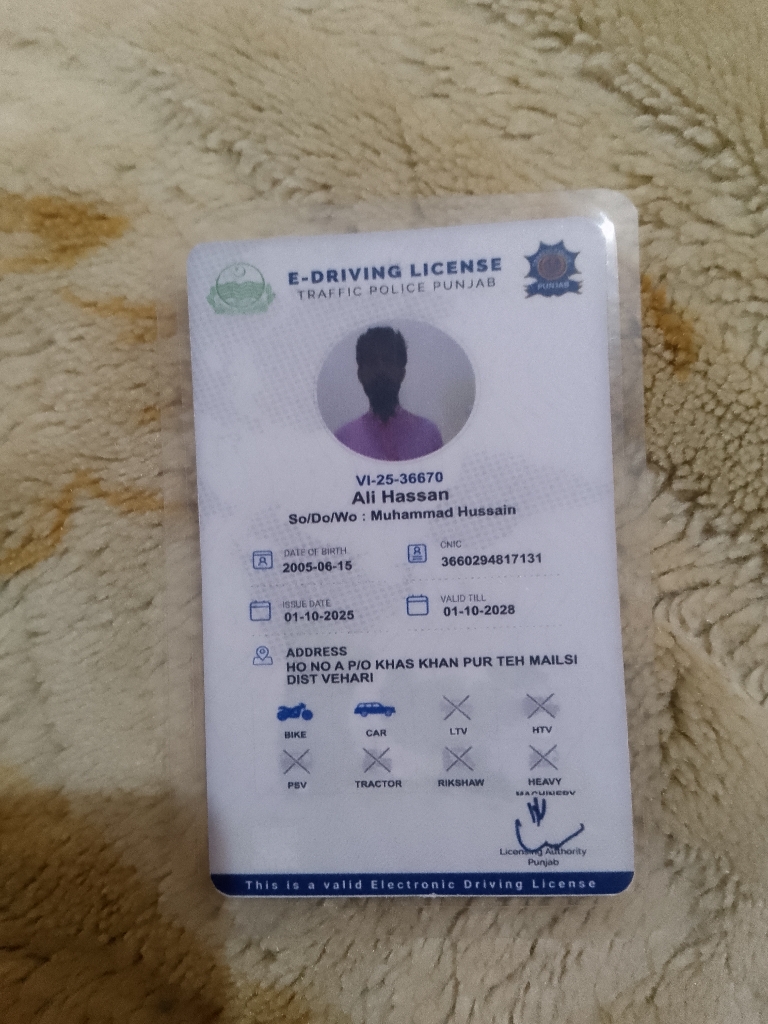 E-DRIVING LICENSE
TRAFFIC POLICE PUNJAB
PUNJAB
VI-25-36670
Ali Hassan
So/Do/Wo : Muhammad Hussain
DATE OF BIRTH
2005-06-15
CNIC
3660294817131
ISSUE DATE
01-10-2025
VALID TILL
01-10-2028
ADDRESS
HO NO A P/O KHAS KHAN PUR TEH MAILSI
DIST VEHARI
BIKE
CAR
LTV
HTV
PSV
TRACTOR
RIKSHAW
HEAVY
MACHINERY
Licensing Authority
Punjab
This is a valid Electronic Driving License